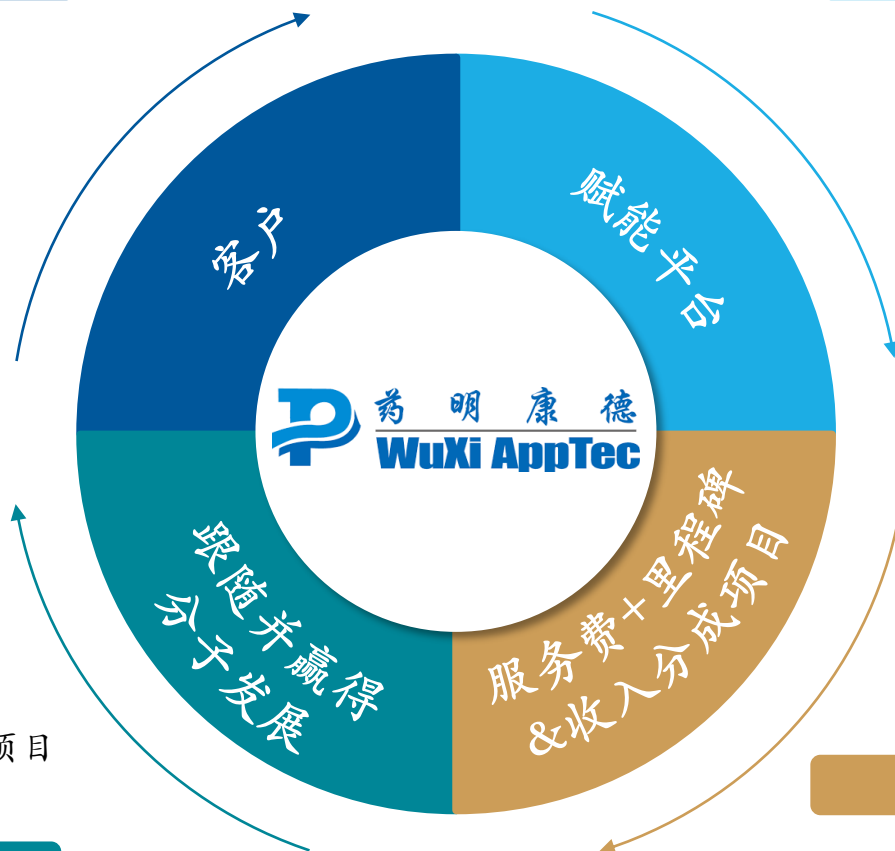 客户
赋能平台
药明康德
WuXi AppTec
跟随并赢得
分子发展
服务费+里程碑
&收入分成项目
项目